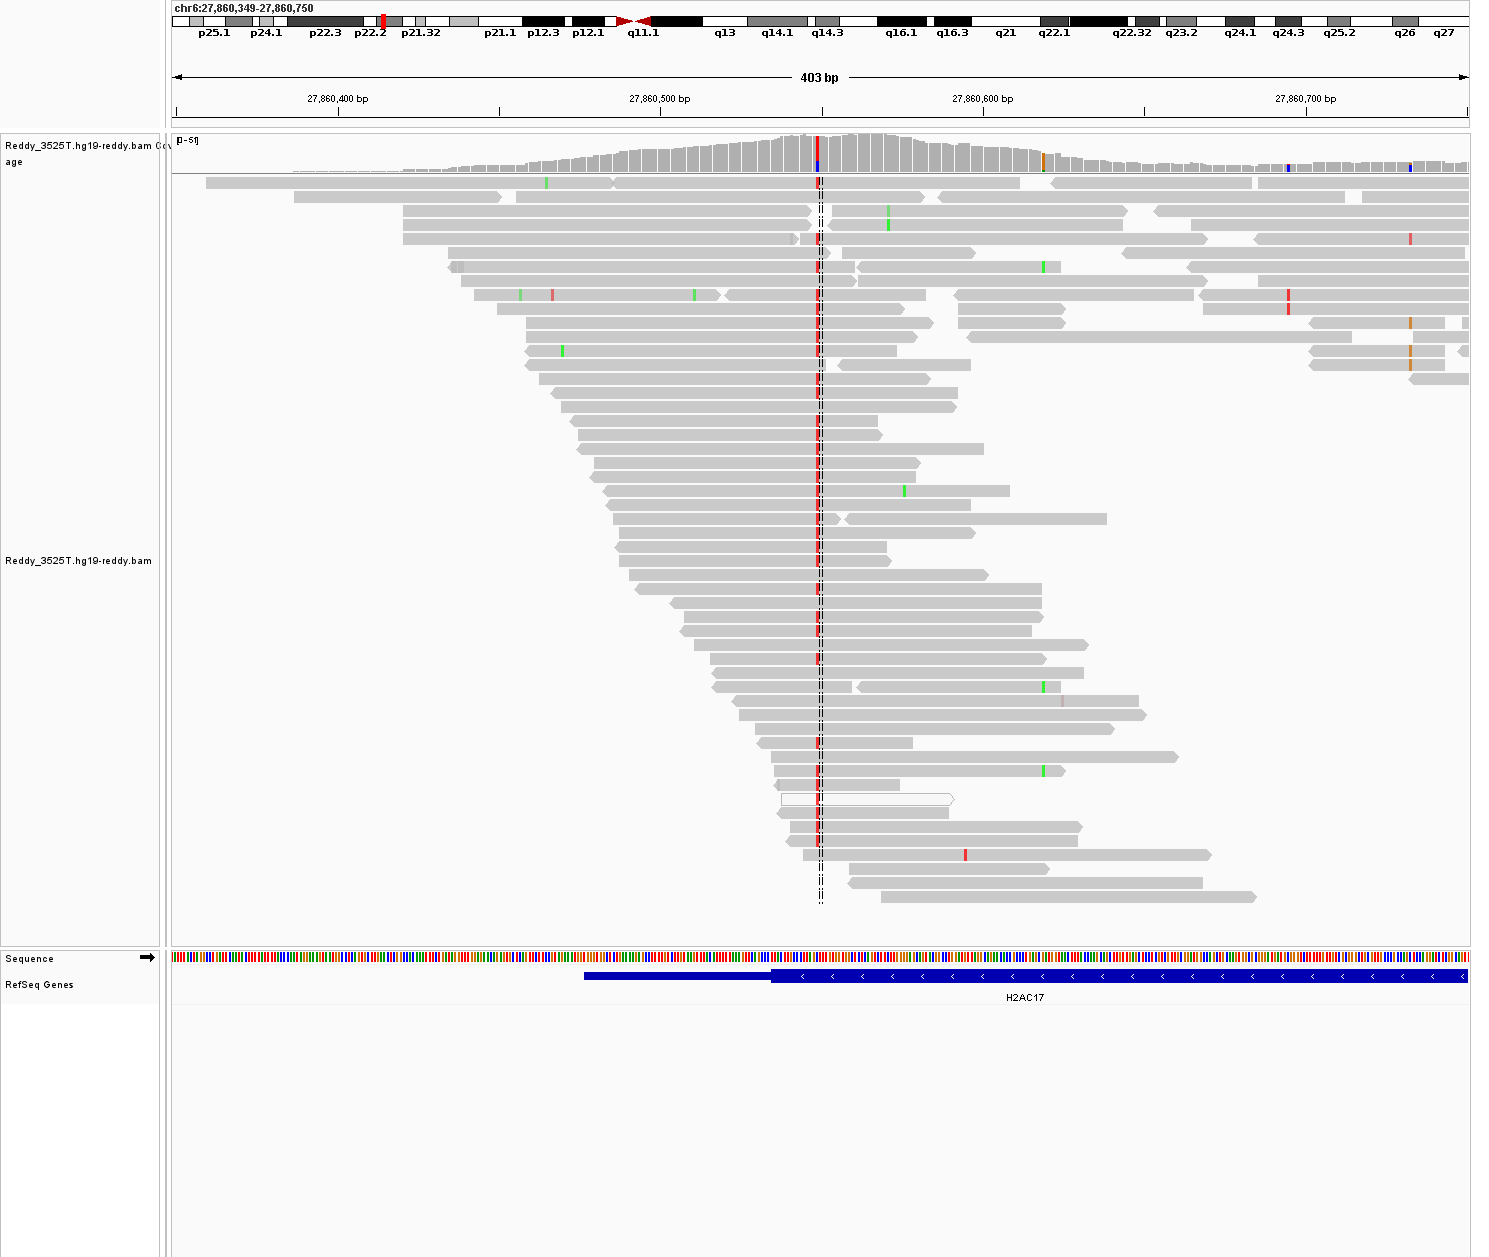 chr6:27,860,349-27,860,750
p25.1 p24.1 p22.3 p22.2 p21.32 p21.1 p12.3 p12.1 q11.1 q13 q14.1 q14.3 q16.1 q16.3 q21 q22.1 q22.32 q23.2 q24.1 q24.3 q25.2 q26 q27
403 bp
27,860,400 bp 27,860,500 bp 27,860,600 bp 27,860,700 bp
[0-51]
Reddy_3525T.hg19-reddy.bam Cov
age
Reddy_3525T.hg19-reddy.bam
Sequence
RefSeq Genes
H2AC17